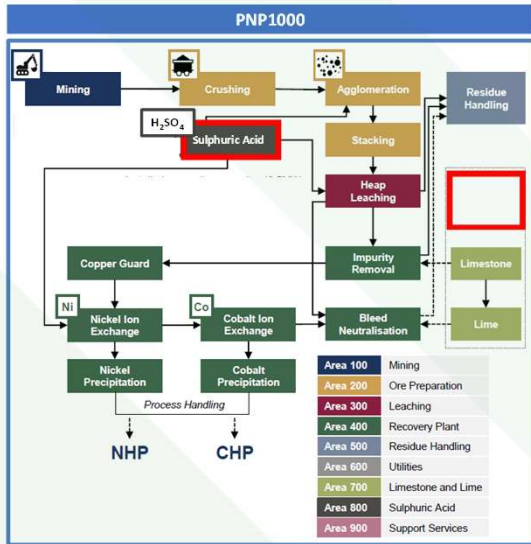 PNP1000
Mining
Crushing
Agglomeration
Residue
Handling
H₂SO₄
Sulphuric Acid
Stacking
Heap
Leaching
Copper Guard
Impurity
Removal
Limestone
Ni
Nickel Ion
Exchange
Co
Cobalt Ion
Exchange
Bleed
Neutralisation
Lime
Nickel
Precipitation
Cobalt
Precipitation
Process Handling
NHP
CHP
Area 100 Mining
Area 200 Ore Preparation
Area 300 Leaching
Area 400 Recovery Plant
Area 500 Residue Handling
Area 600 Utilities
Area 700 Limestone and Lime
Area 800 Sulphuric Acid
Area 900 Support Services